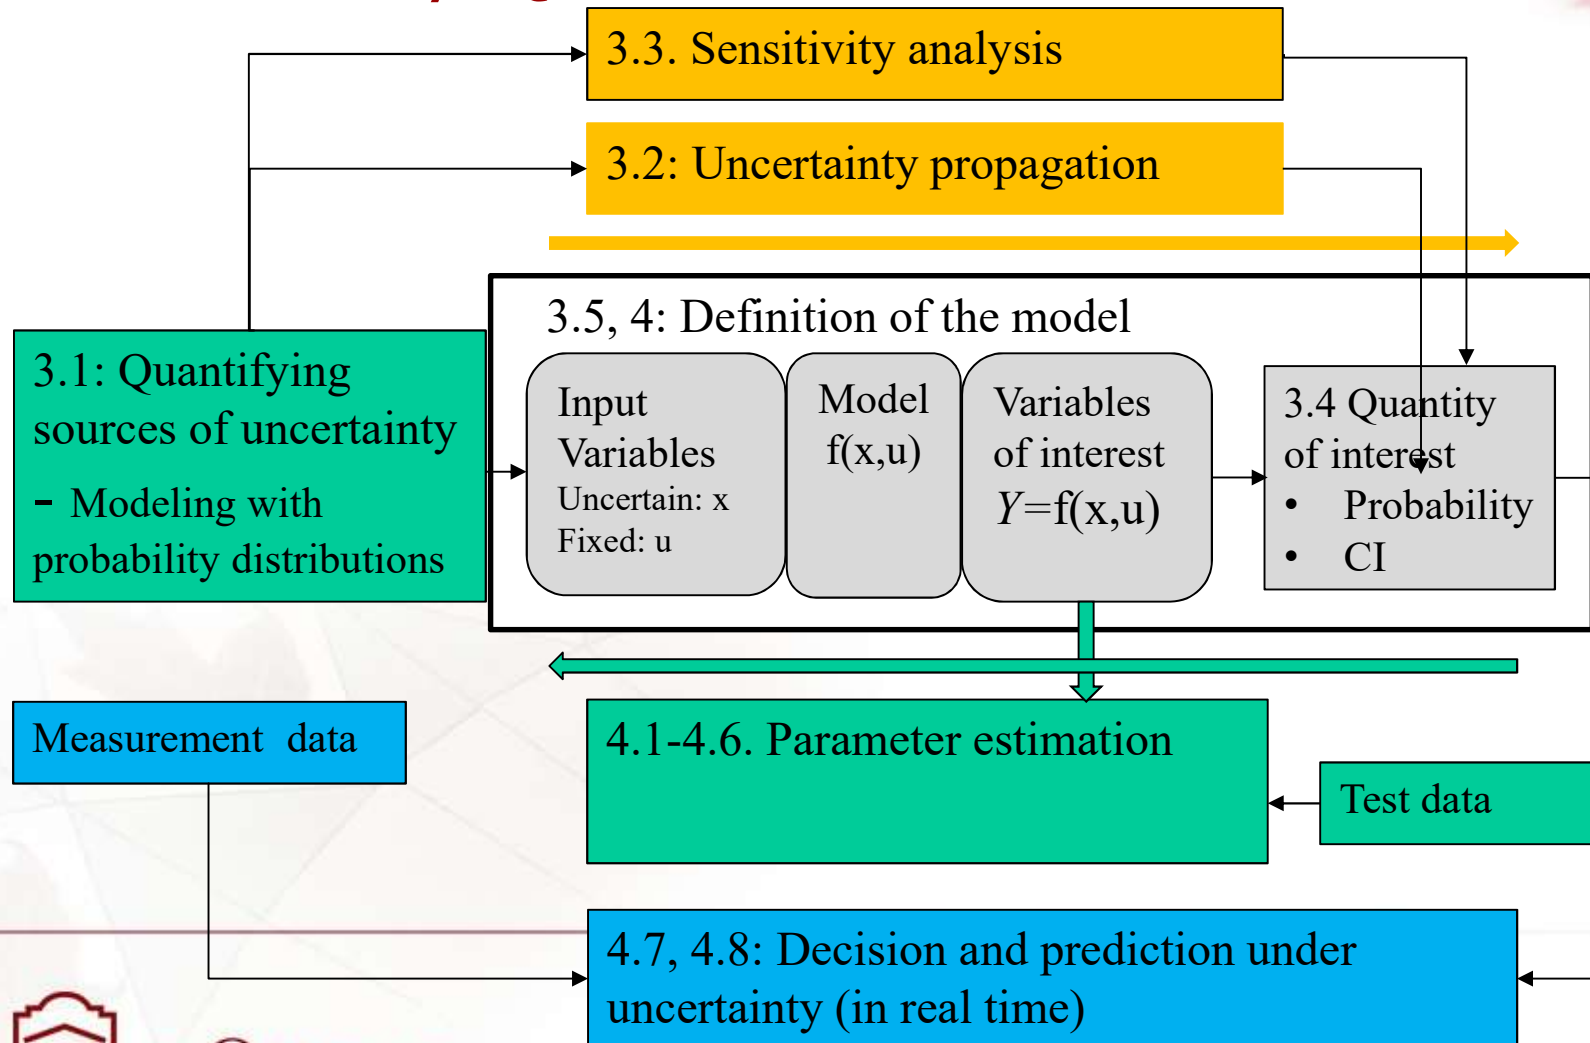 3.3. Sensitivity analysis
3.2: Uncertainty propagation
3.5, 4: Definition of the model
3.1: Quantifying
sources of uncertainty
- Modeling with
probability distributions
Input
Variables
Uncertain: x
Fixed: u
Model
f(x,u)
Variables
of interest
Y=f(x,u)
3.4 Quantity
of interest
• Probability
• CI
Measurement data
4.1-4.6. Parameter estimation
Test data
4.7, 4.8: Decision and prediction under
uncertainty (in real time)